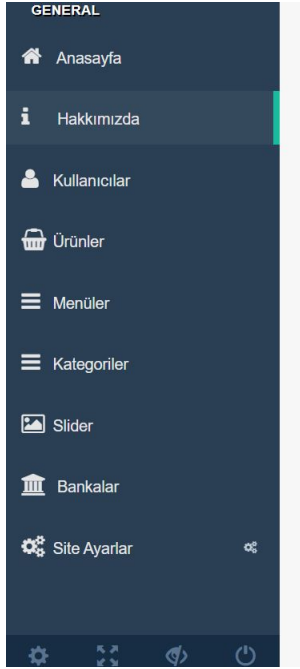 GENERAL
Anasayfa
Hakkımızda
Kullanıcılar
Ürünler
Menüler
Kategoriler
Slider
Bankalar
Site Ayarlar